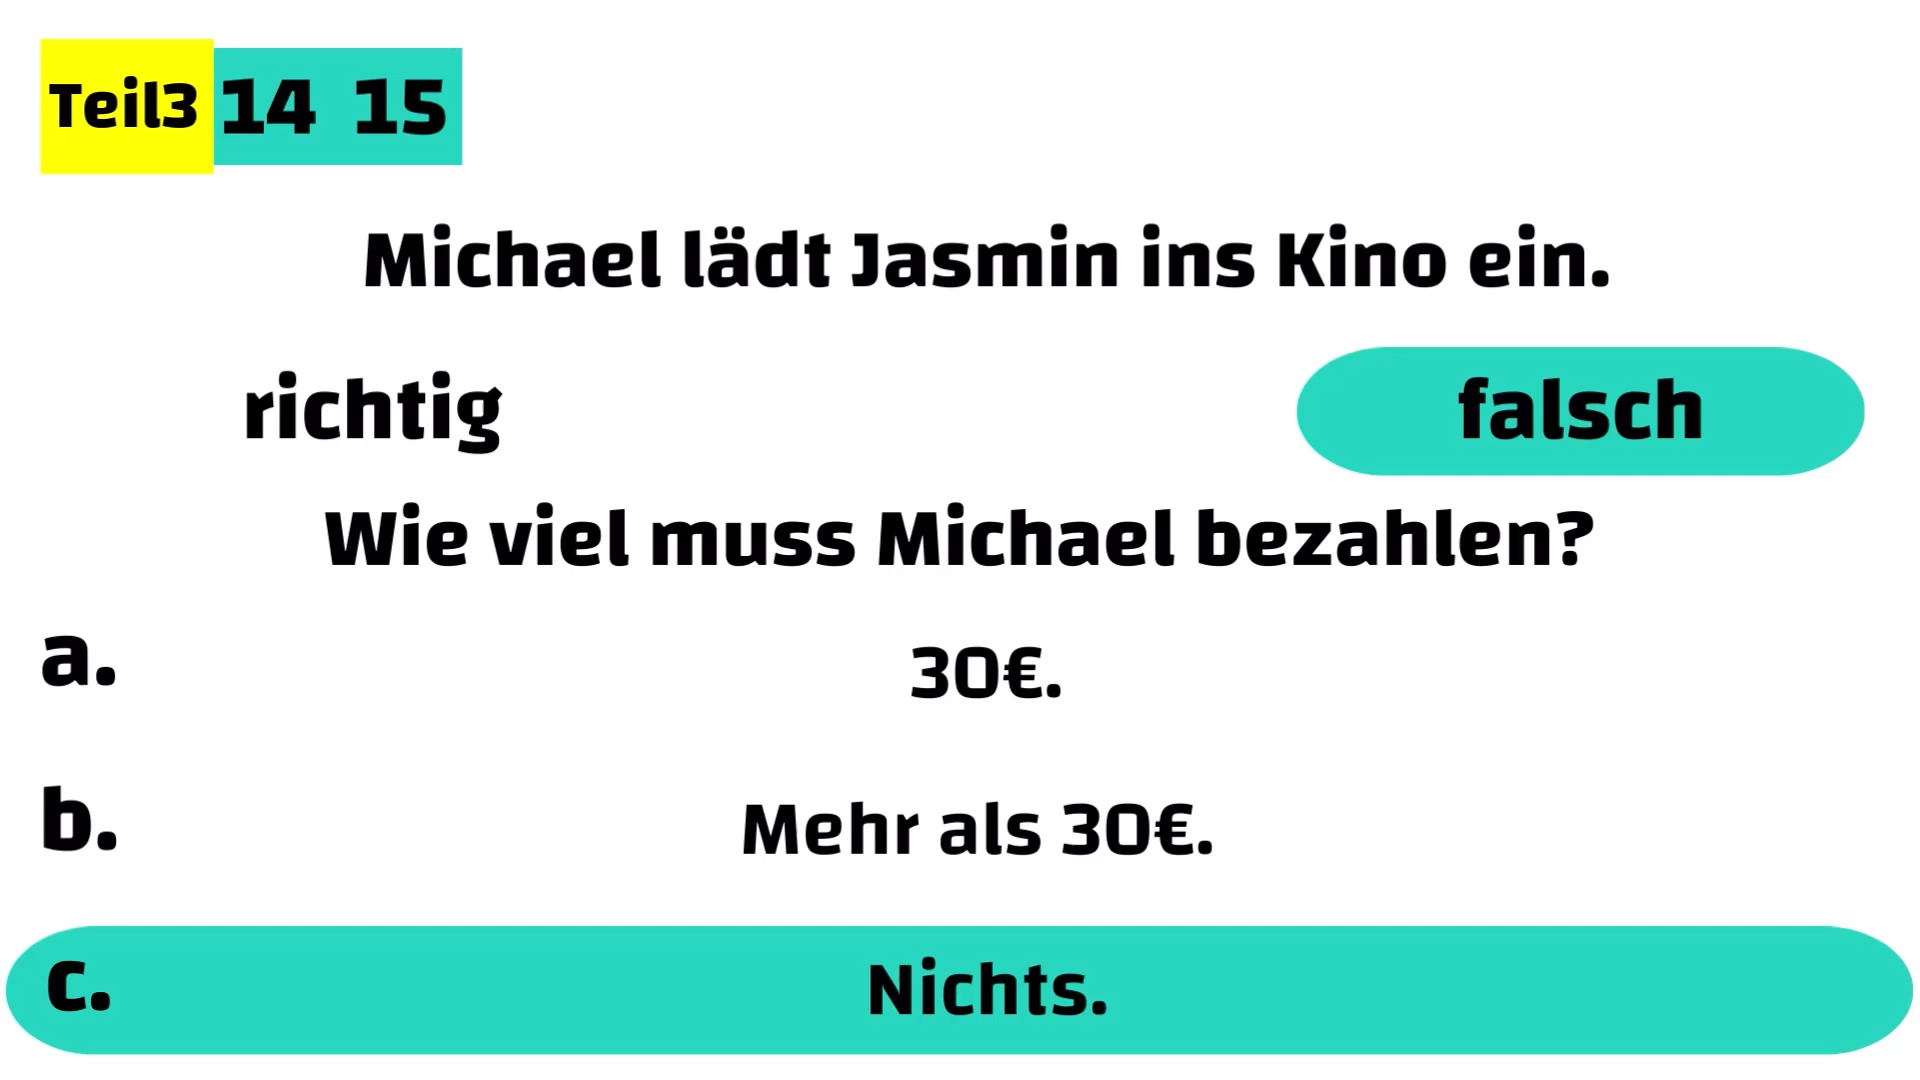 Teil3 14 15
Michael lädt Jasmin ins Kino ein.
richtig falsch
Wie viel muss Michael bezahlen?
a. 30€.
b. Mehr als 30€.
c. Nichts.